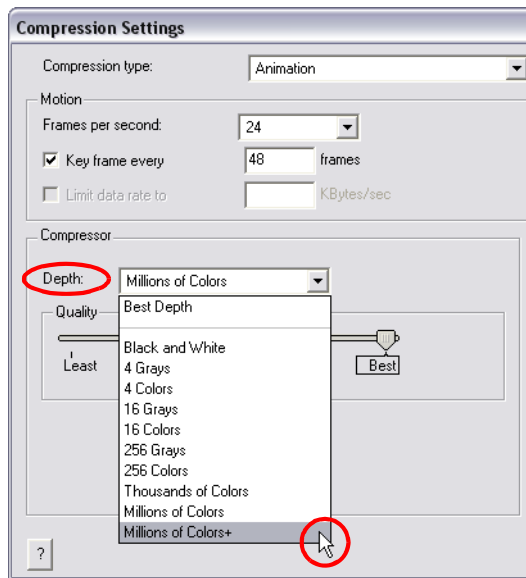 Compression Settings
Compression type: Animation
Motion
Frames per second: 24
Key frame every 48 frames
Limit data rate to KBytes/sec
Compressor
Depth: Millions of Colors
Best Depth
Quality
Least Best
Black and White
4 Grays
4 Colors
16 Grays
16 Colors
256 Grays
256 Colors
Thousands of Colors
Millions of Colors
Millions of Colors+
?